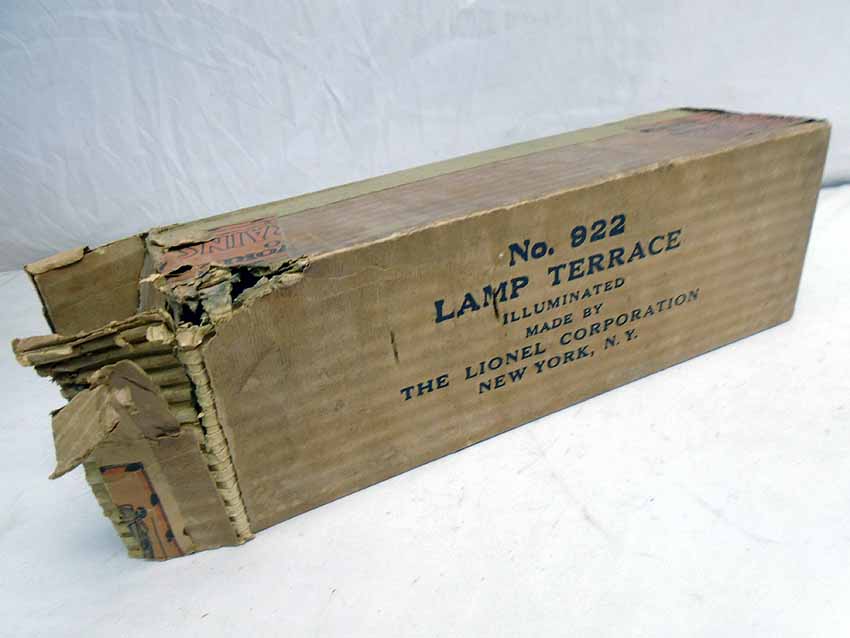 No. 922
LAMP TERRACE
ILLUMINATED
MADE BY
THE LIONEL CORPORATION
NEW YORK, N.Y.